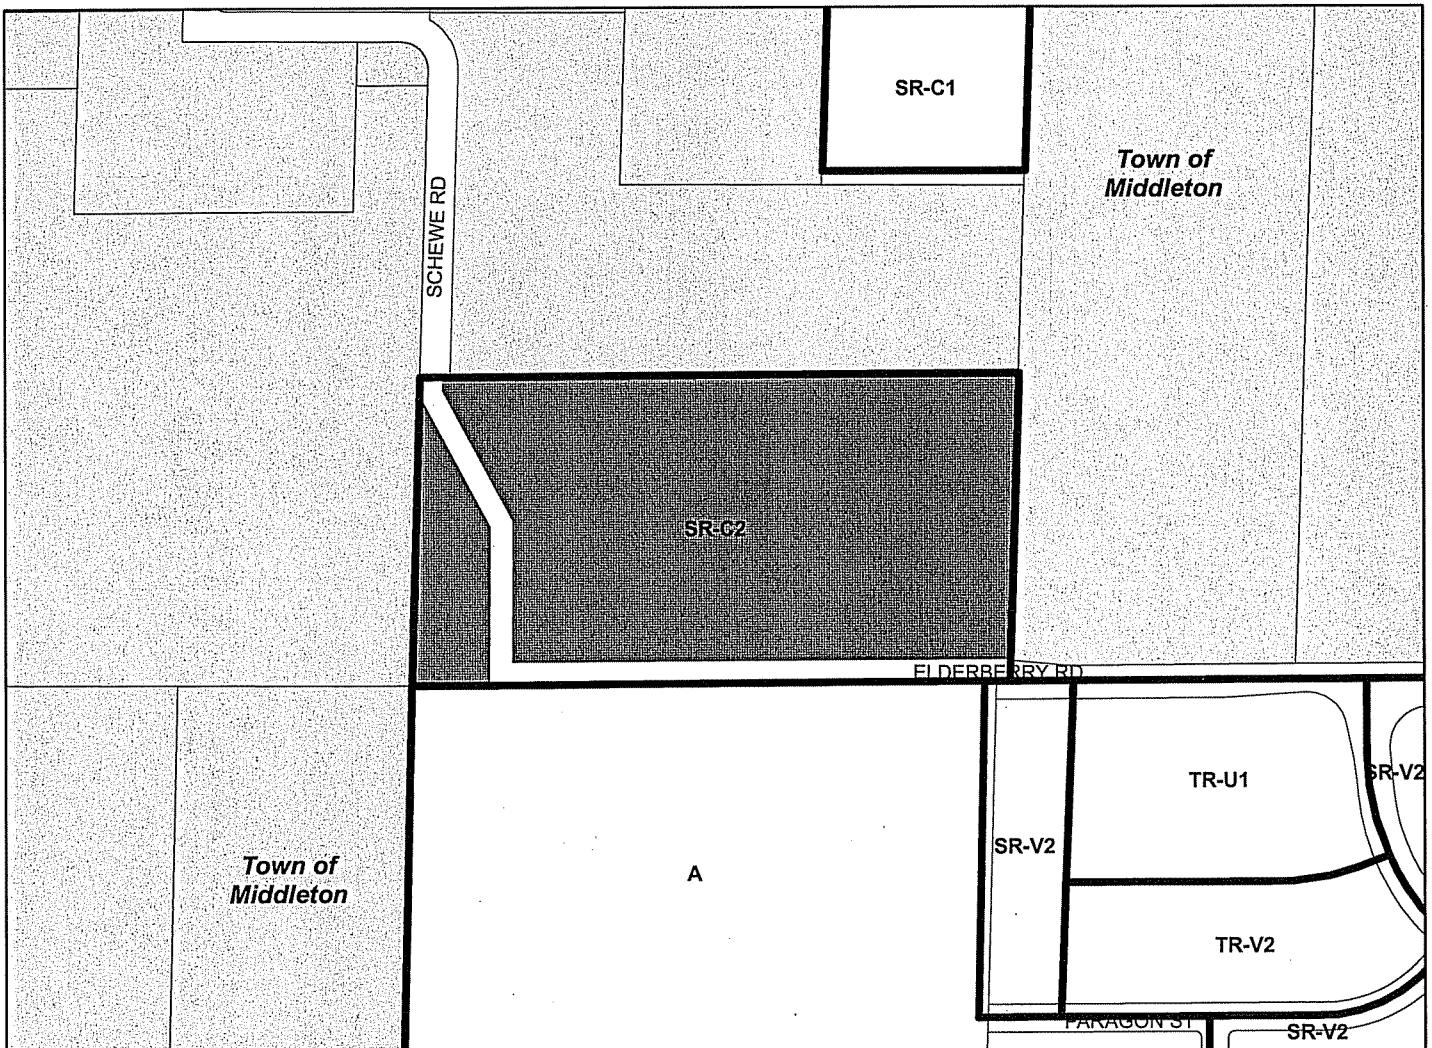 SR-C1
Town of
Middleton
SCHEWE RD
SR-C2
ELDERBERRY RD
TR-U1
SR-V2
SR-V2
A
Town of
Middleton
TR-V2
PARAGON ST
SR-V2